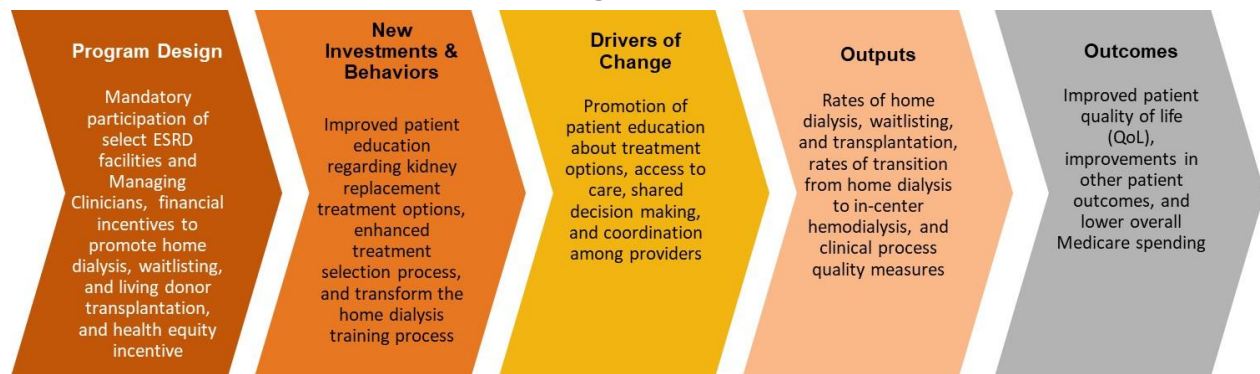 Program Design
Mandatory
participation of
select ESRD
facilities and
Managing
Clinicians, financial
incentives to
promote home
dialysis, waitlisting,
and living donor
transplantation,
and health equity
incentive
New
Investments &
Behaviors
Improved patient
education
regarding kidney
replacement
treatment options,
enhanced
treatment
selection process,
and transform the
home dialysis
training process
Drivers of
Change
Promotion of
patient education
about treatment
options, access to
care, shared
decision making,
and coordination
among providers
Outputs
Rates of home
dialysis, waitlisting,
and transplantation,
rates of transition
from home dialysis
to in-center
hemodialysis, and
clinical process
quality measures
Outcomes
Improved patient
quality of life
(QoL),
improvements in
other patient
outcomes, and
lower overall
Medicare spending